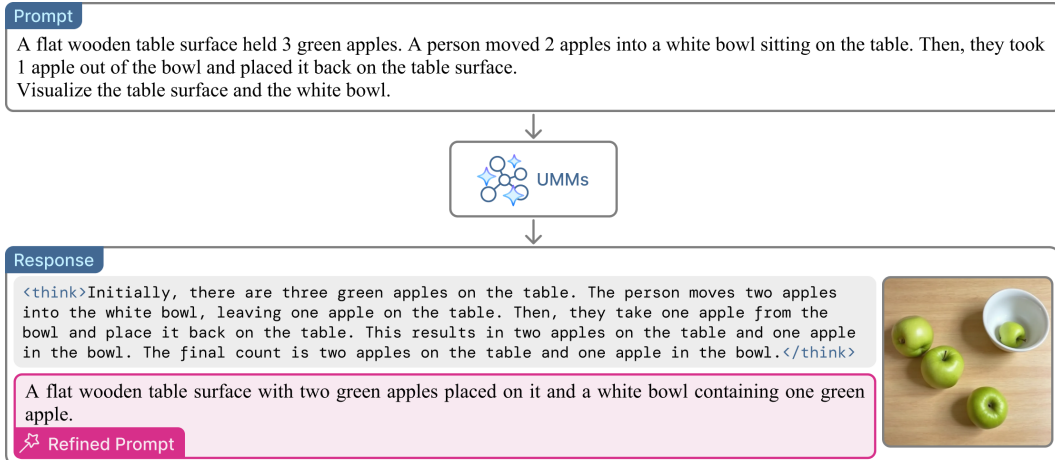 Prompt
A flat wooden table surface held 3 green apples. A person moved 2 apples into a white bowl sitting on the table. Then, they took
1 apple out of the bowl and placed it back on the table surface.
Visualize the table surface and the white bowl.
UMMs
Response
<think>Initially, there are three green apples on the table. The person moves two apples
into the white bowl, leaving one apple on the table. Then, they take one apple from the
bowl and place it back on the table. This results in two apples on the table and one apple
in the bowl. The final count is two apples on the table and one apple in the bowl.</think>
A flat wooden table surface with two green apples placed on it and a white bowl containing one green
apple.
Refined Prompt